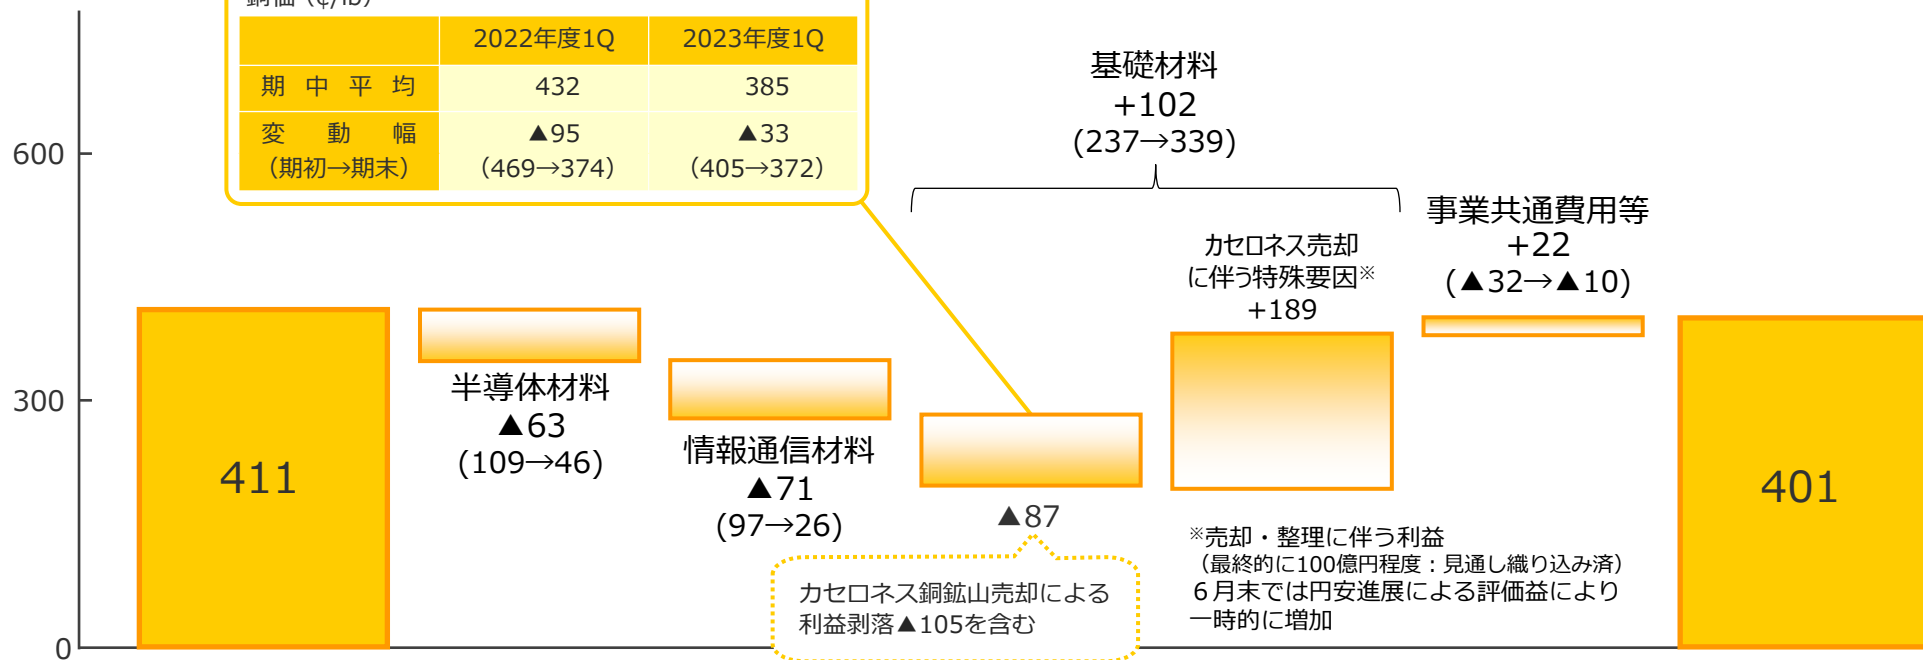 銅価 (¢/lb)
2022年度1Q 2023年度1Q
期中平均 432 385
変動幅 ▲95 ▲33
（期初→期末） （469→374） （405→372）
600
300
0
411
半導体材料
▲63
(109→46)
情報通信材料
▲71
(97→26)
▲87
カセロネス銅鉱山売却による
利益剥落▲105を含む
基礎材料
+102
(237→339)
カセロネス売却
に伴う特殊要因※
+189
※売却・整理に伴う利益
（最終的に100億円程度：見通し織り込み済）
６月末では円安進展による評価益により
一時的に増加
事業共通費用等
+22
(▲32→▲10)
401